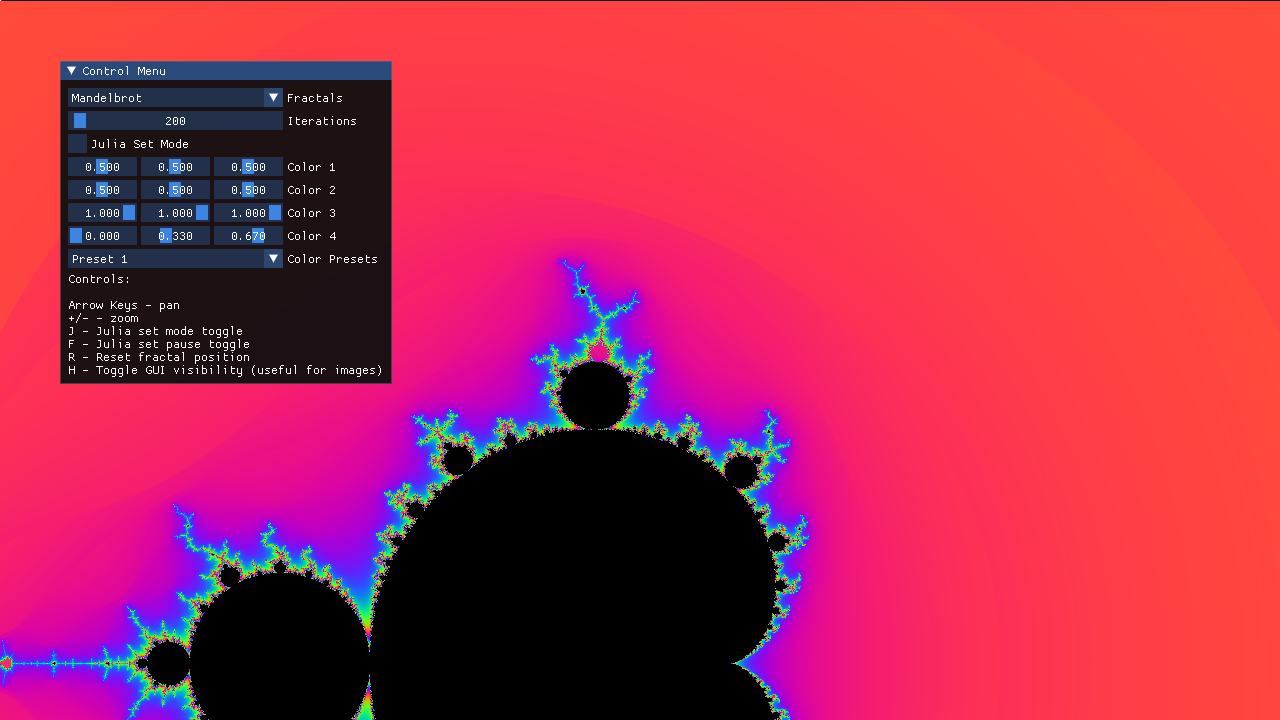 Control Menu
Mandelbrot Fractals
200 Iterations
Julia Set Mode
0.500 0.500 0.500 Color 1
0.500 0.500 0.500 Color 2
1.000 1.000 1.000 Color 3
0.000 0.330 0.670 Color 4
Preset 1 Color Presets
Controls:
Arrow Keys - pan
+/- - zoom
J - Julia set mode toggle
F - Julia set pause toggle
R - Reset fractal position
H - Toggle GUI visibility (useful for images)